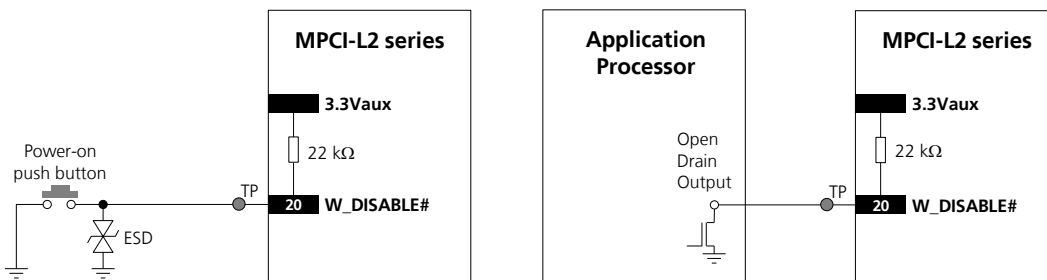 MPCI-L2 series
3.3Vaux
22 kΩ
Power-on
push button
TP
20 W_DISABLE#
ESD
Application
Processor
Open
Drain
Output
MPCI-L2 series
3.3Vaux
22 kΩ
TP
20 W_DISABLE#